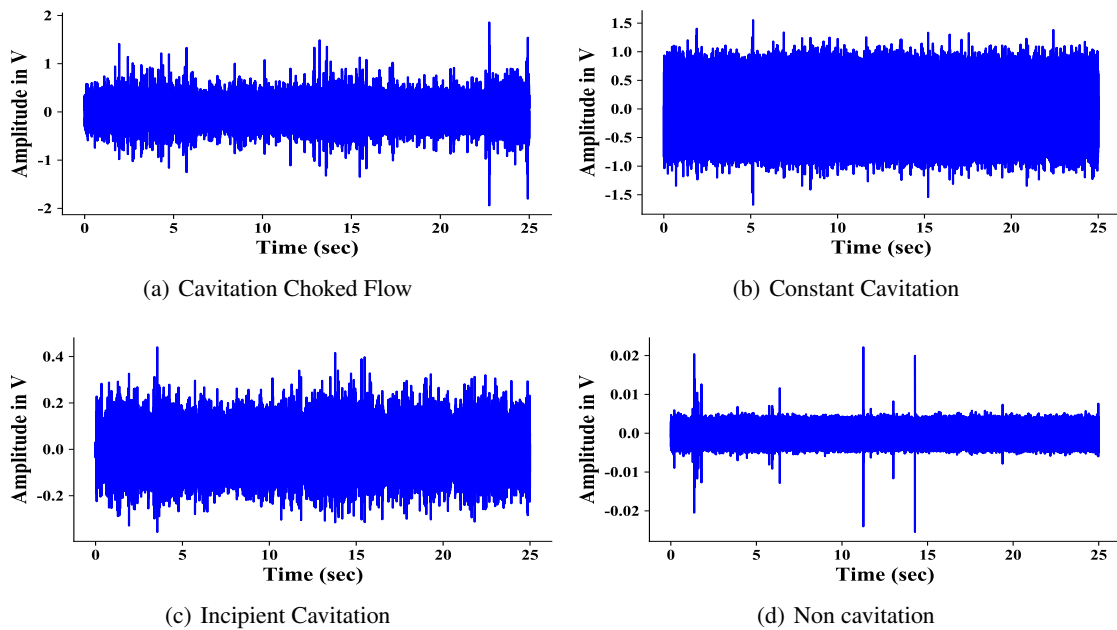 2
1
0
-1
-2
Amplitude in V
0 5 10 15 20 25
Time (sec)
(a) Cavitation Choked Flow
1.5
1.0
0.5
0.0
-0.5
-1.0
-1.5
Amplitude in V
0 5 10 15 20 25
Time (sec)
(b) Constant Cavitation
0.4
0.2
0.0
-0.2
Amplitude in V
0 5 10 15 20 25
Time (sec)
(c) Incipient Cavitation
0.02
0.01
0.0
-0.01
-0.02
Amplitude in V
0 5 10 15 20 25
Time (sec)
(d) Non cavitation